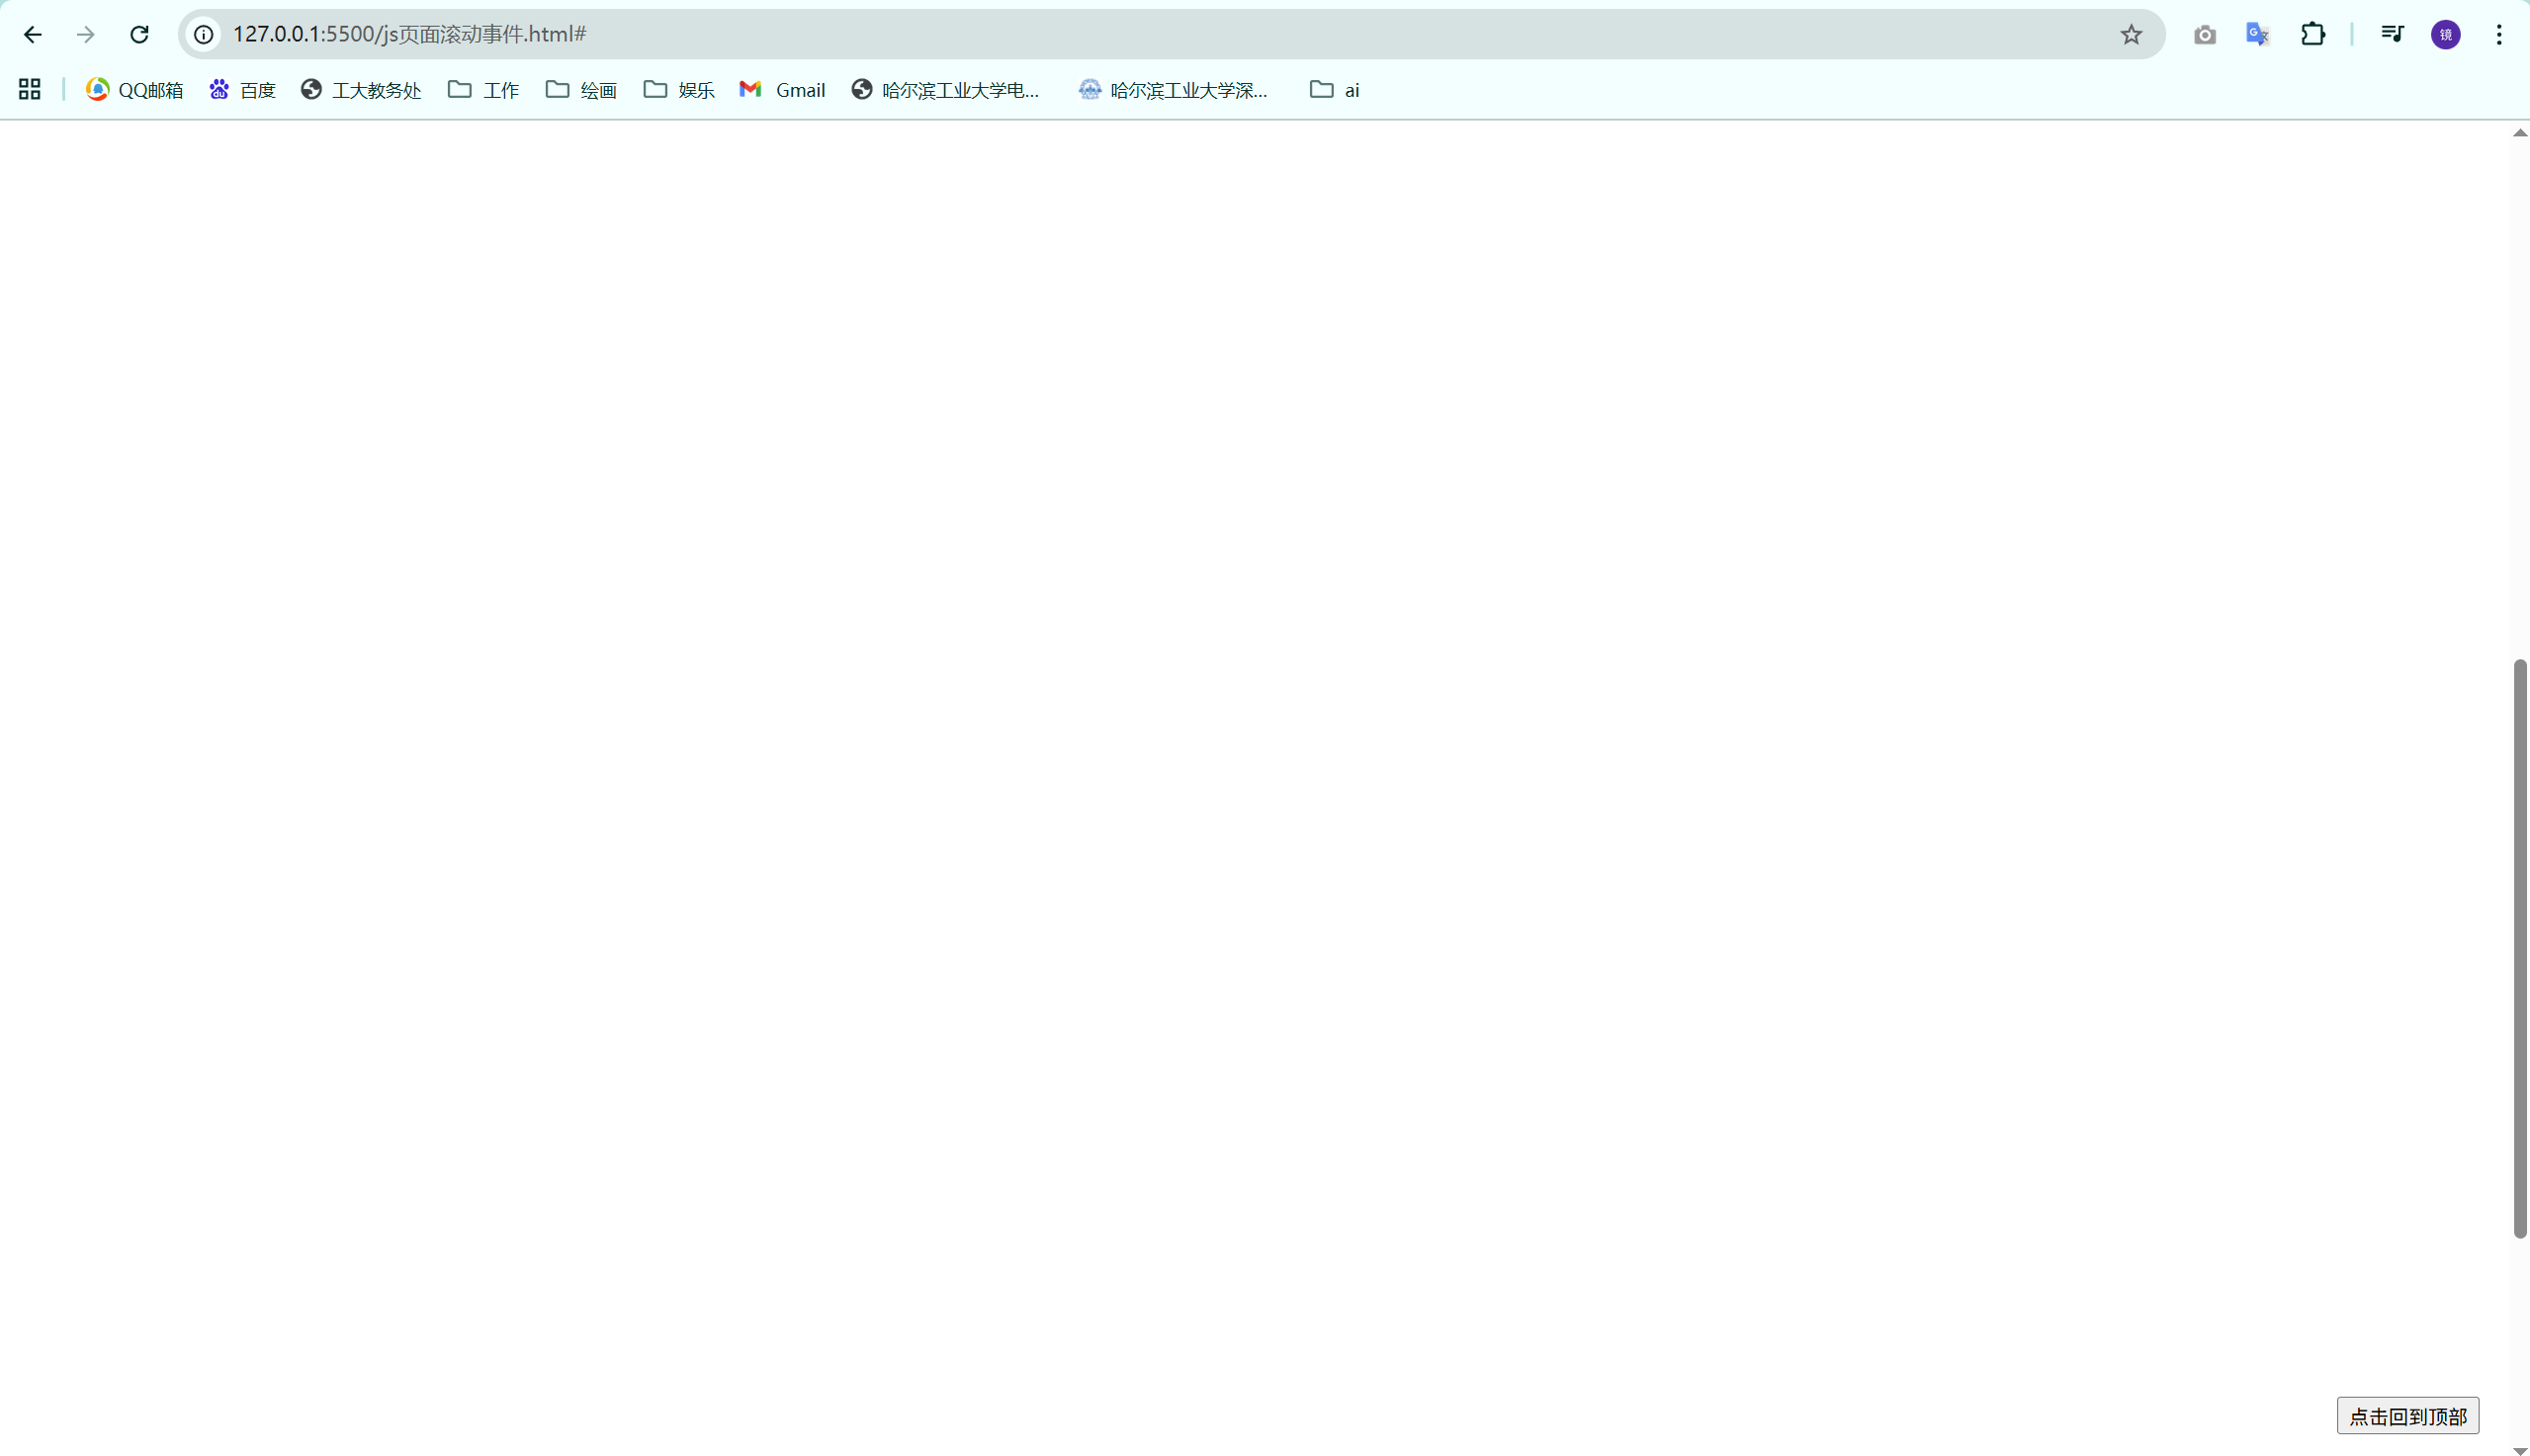 127.0.0.1:5500/js页面滚动事件.html#
镜
QQ邮箱 百度 工大教务处 工作 绘画 娱乐 Gmail 哈尔滨工业大学电... 哈尔滨工业大学深... ai
点击回到顶部